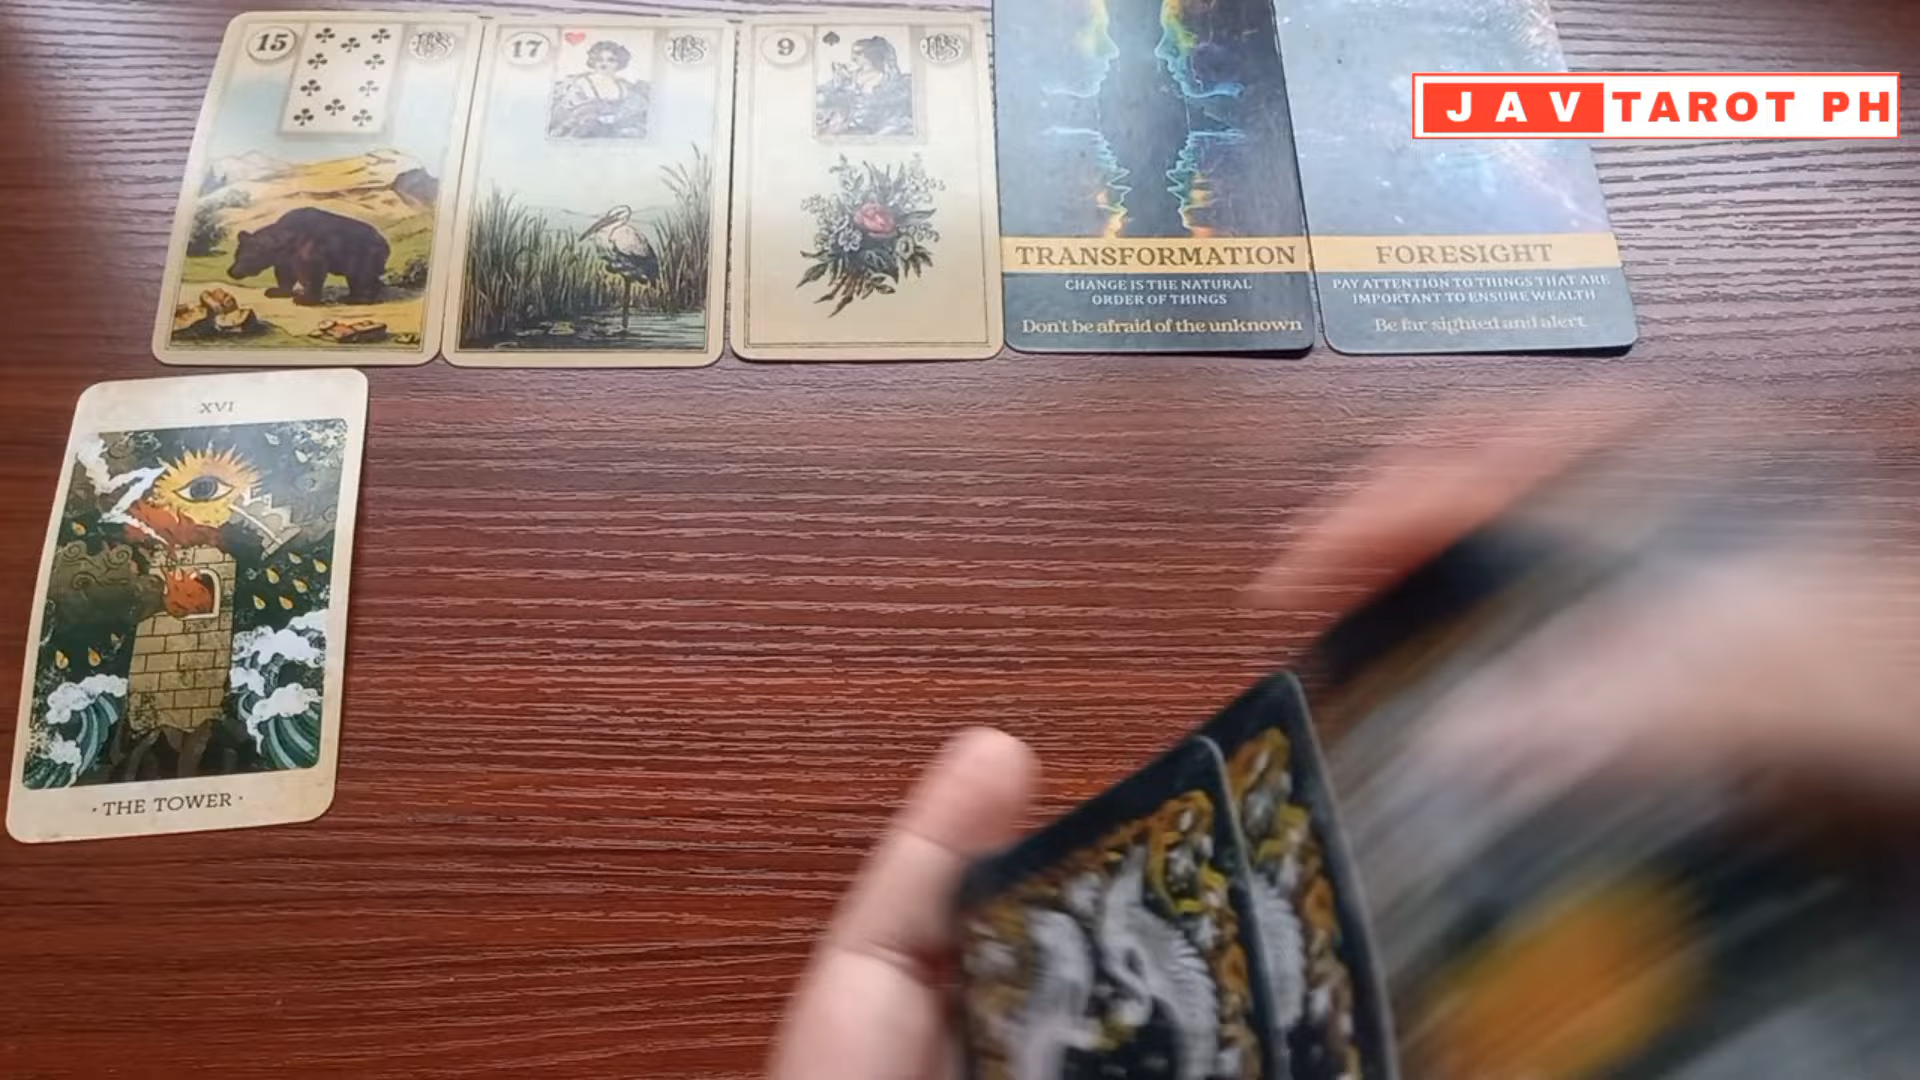 15
17
9
JAV TAROT PH
TRANSFORMATION
CHANGE IS THE NATURAL
ORDER OF THINGS
Don't be afraid of the unknown
FORESIGHT
PAY ATTENTION TO THINGS THAT ARE
IMPORTANT TO ENSURE WEALTH
Be far sighted and alert
XVI
· THE TOWER ·